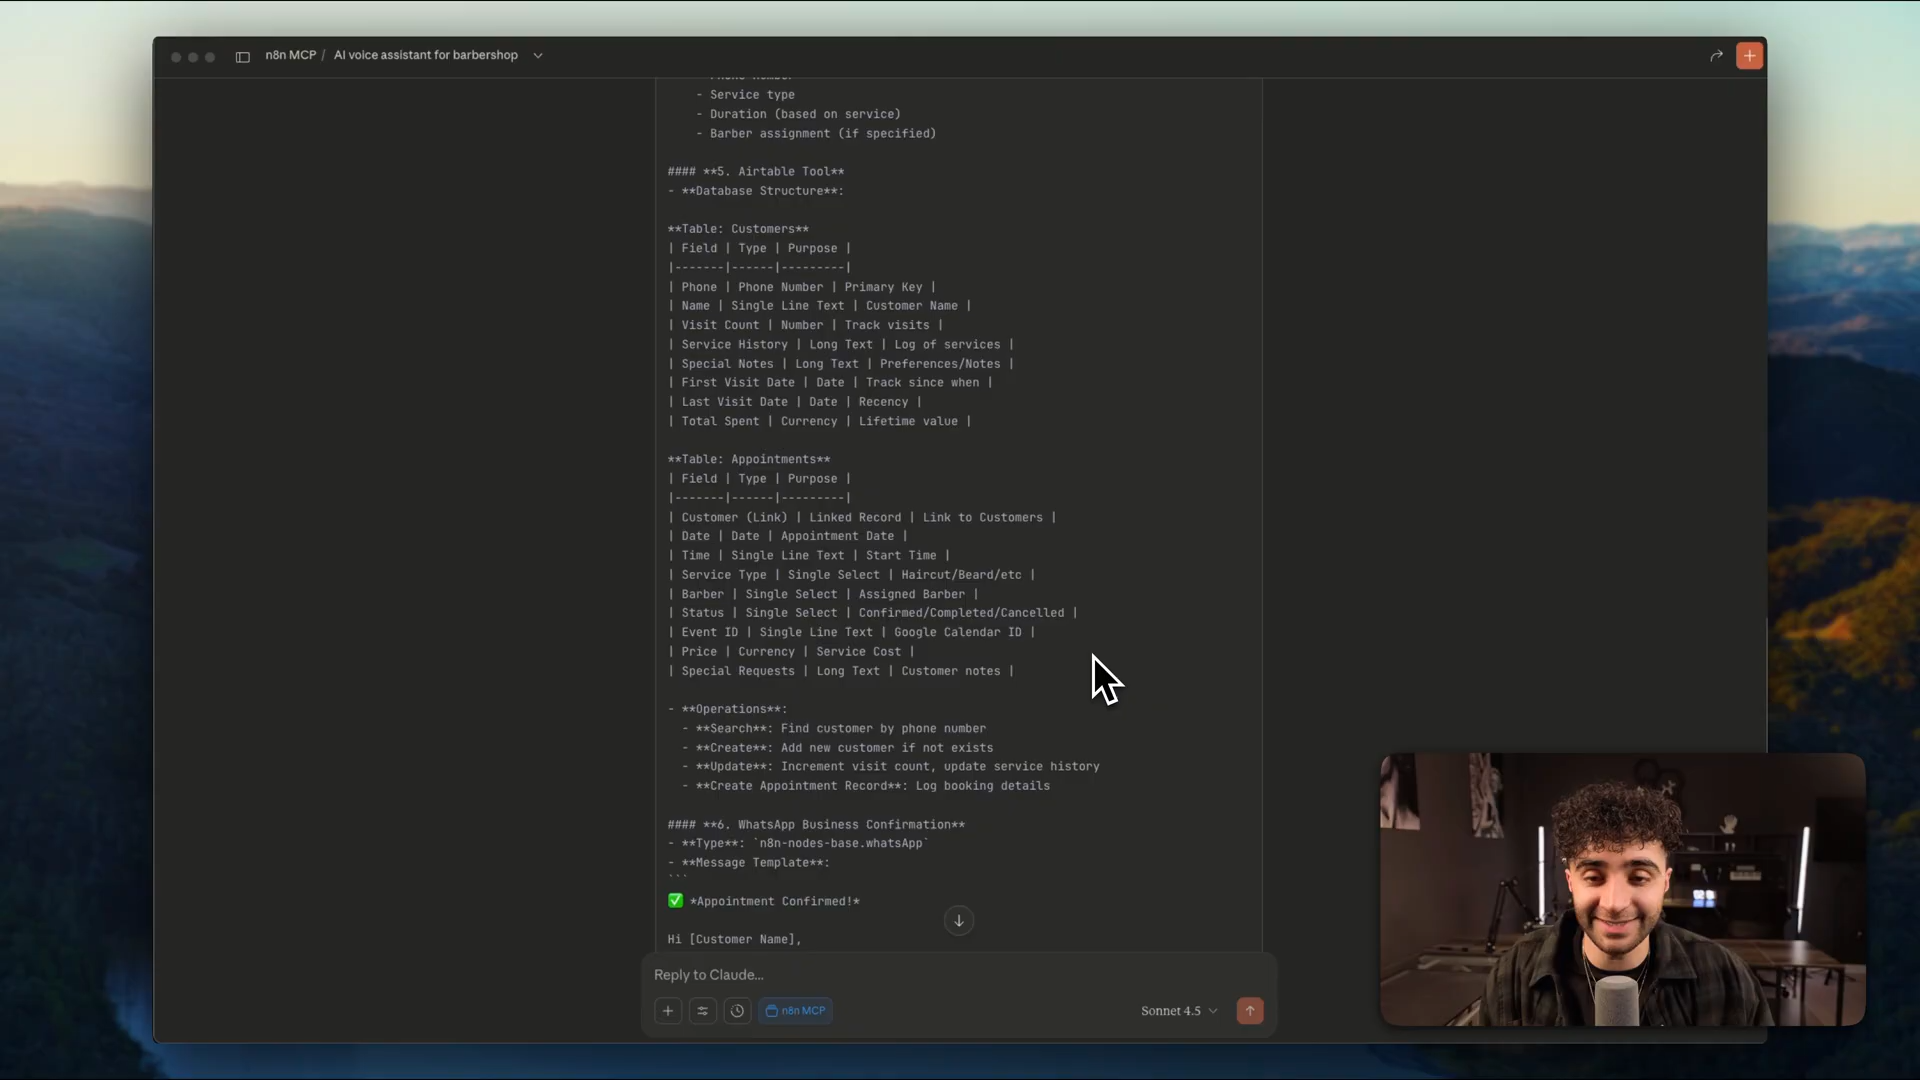 n8n MCP / AI voice assistant for barbershop
- Service type
- Duration (based on service)
- Barber assignment (if specified)
#### **5. Airtable Tool**
- **Database Structure**:
**Table: Customers**
| Field | Type | Purpose |
|-------|------|---------|
| Phone | Phone Number | Primary Key |
| Name | Single Line Text | Customer Name |
| Visit Count | Number | Track visits |
| Service History | Long Text | Log of services |
| Special Notes | Long Text | Preferences/Notes |
| First Visit Date | Date | Track since when |
| Last Visit Date | Date | Recency |
| Total Spent | Currency | Lifetime value |
**Table: Appointments**
| Field | Type | Purpose |
|-------|------|---------|
| Customer (Link) | Linked Record | Link to Customers |
| Date | Date | Appointment Date |
| Time | Single Line Text | Start Time |
| Service Type | Single Select | Haircut/Beard/etc |
| Barber | Single Select | Assigned Barber |
| Status | Single Select | Confirmed/Completed/Cancelled |
| Event ID | Single Line Text | Google Calendar ID |
| Price | Currency | Service Cost |
| Special Requests | Long Text | Customer notes |
- **Operations**:
- **Search**: Find customer by phone number
- **Create**: Add new customer if not exists
- **Update**: Increment visit count, update service history
- **Create Appointment Record**: Log booking details
#### **6. WhatsApp Business Confirmation**
- **Type**: `n8n-nodes-base.whatsApp`
- **Message Template**:
```
✅ *Appointment Confirmed!*
Hi [Customer Name],
Reply to Claude...
n8n MCP
Sonnet 4.5